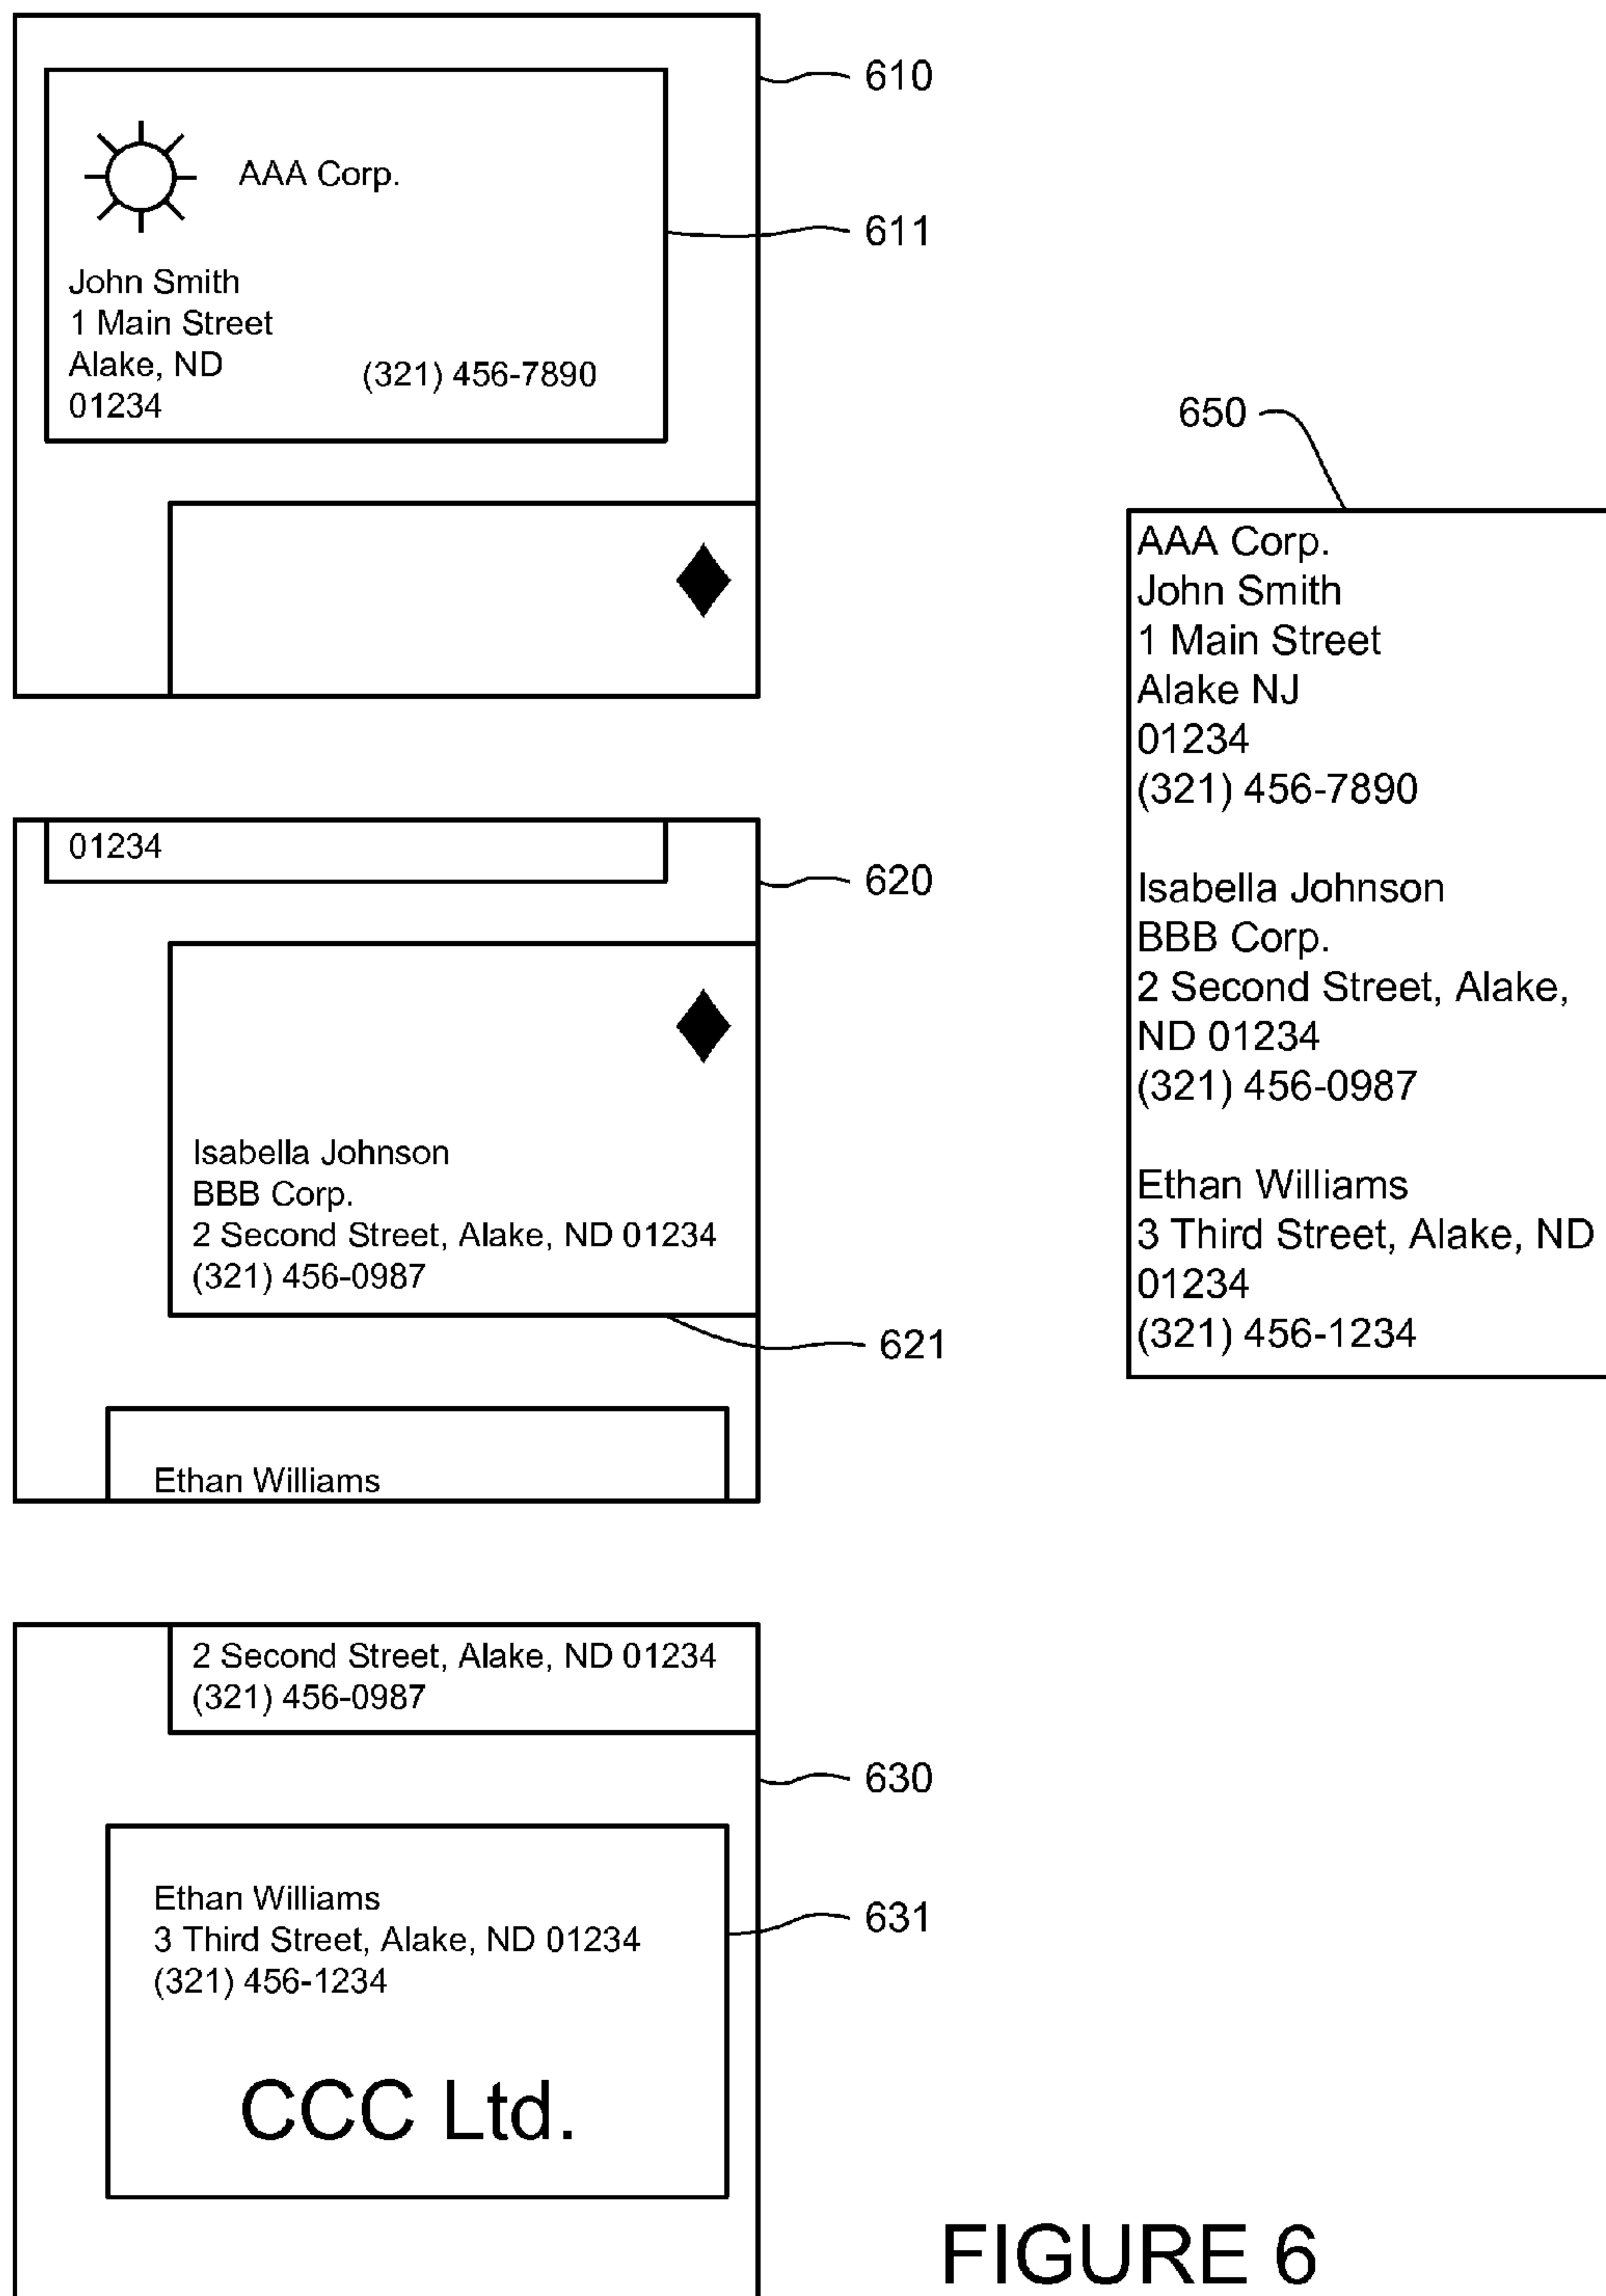 610
AAA Corp.
611
John Smith
1 Main Street
Alake, ND
(321) 456-7890
01234
650
AAA Corp.
John Smith
1 Main Street
Alake NJ
01234
(321) 456-7890
Isabella Johnson
BBB Corp.
2 Second Street, Alake,
ND 01234
(321) 456-0987
Ethan Williams
3 Third Street, Alake, ND
01234
(321) 456-1234
01234
620
Isabella Johnson
BBB Corp.
2 Second Street, Alake, ND 01234
(321) 456-0987
621
Ethan Williams
2 Second Street, Alake, ND 01234
(321) 456-0987
630
Ethan Williams
3 Third Street, Alake, ND 01234
(321) 456-1234
631
CCC Ltd.
FIGURE 6